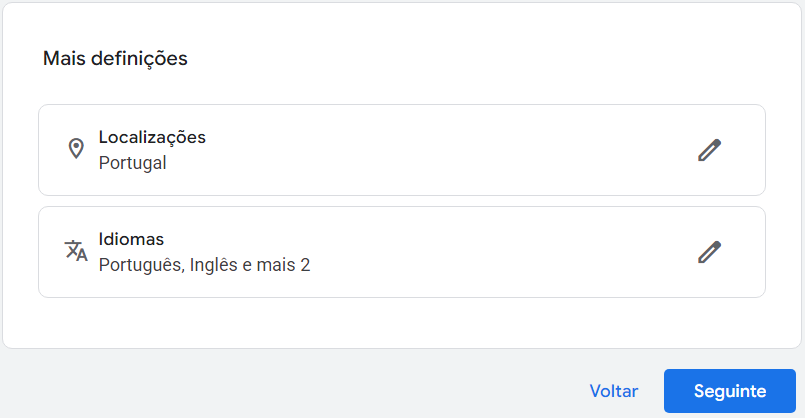 Mais definições
Localizações
Portugal
Idiomas
Português, Inglês e mais 2
Voltar
Seguinte